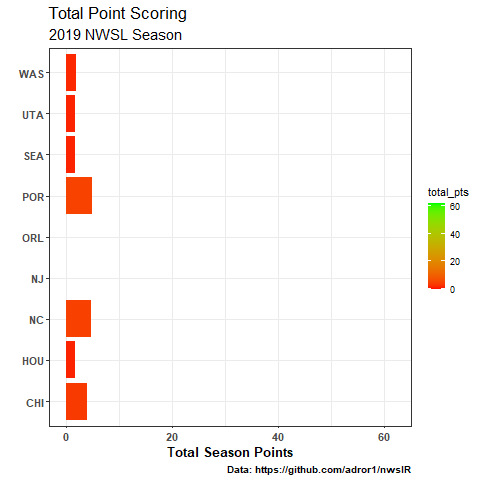 Total Point Scoring
2019 NWSL Season
WAS
UTA
SEA
POR
ORL
NJ
NC
HOU
CHI
0 20 40 60
Total Season Points
total_pts
60
40
20
0
Data: https://github.com/adror1/nwslR